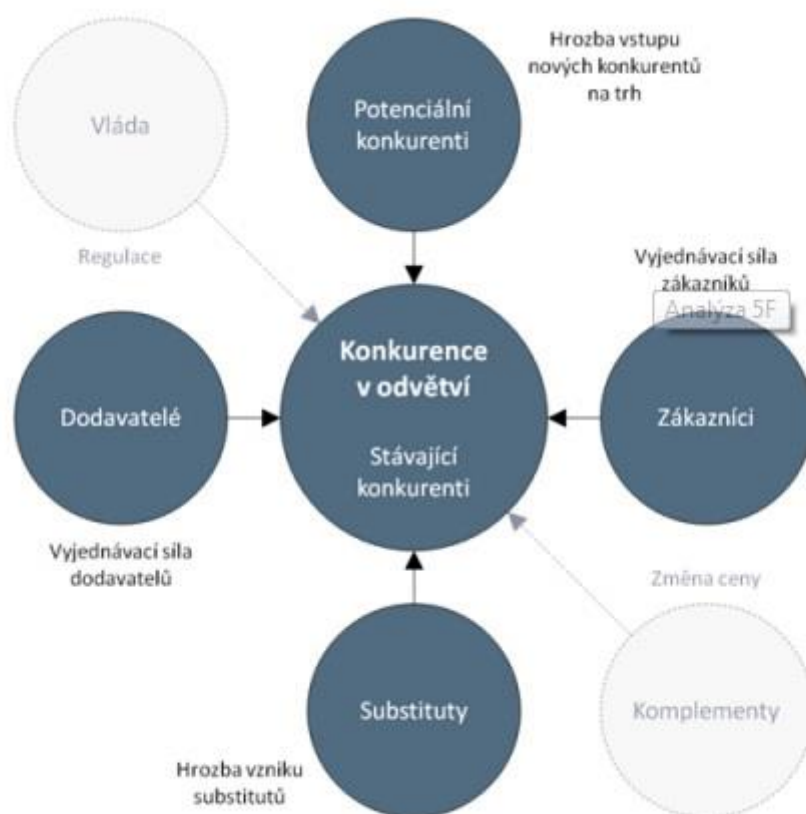 Hrozba vstupu
nových konkurentů
na trh
Vláda
Potenciální
konkurenti
Regulace
Vyjednávací síla
zákazníků
Analýza 5F
Konkurence
v odvětví
Stávající
konkurenti
Dodavatelé
Zákazníci
Vyjednávací síla
dodavatelů
Změna ceny
Substituty
Komplementy
Hrozba vzniku
substitutů